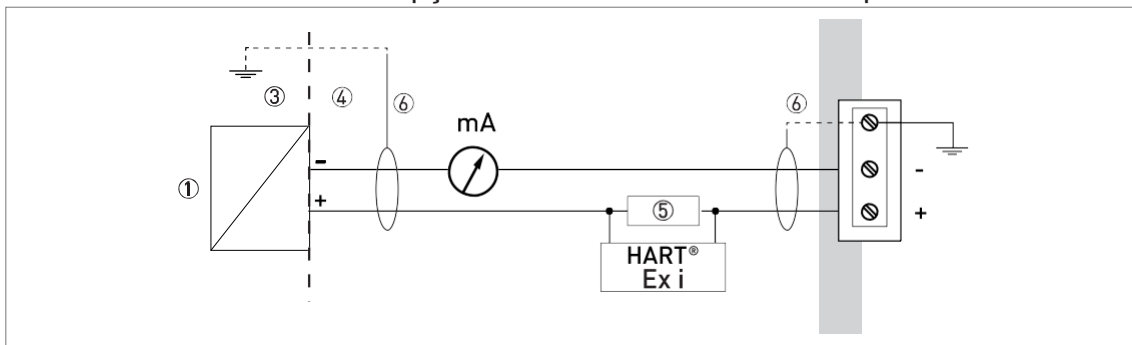 ③ ④ ⑥ ⑥
mA
①
-
-
+
+
⑤
HART®
Ex i